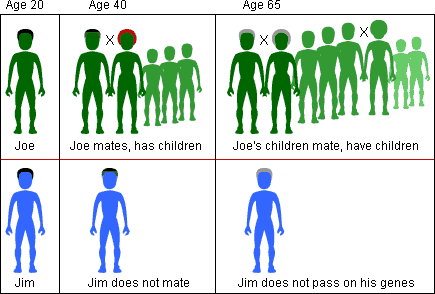 Age 20 Age 40 Age 65
X X X
Joe Joe mates, has children Joe's children mate, have children
Jim Jim does not mate Jim does not pass on his genes